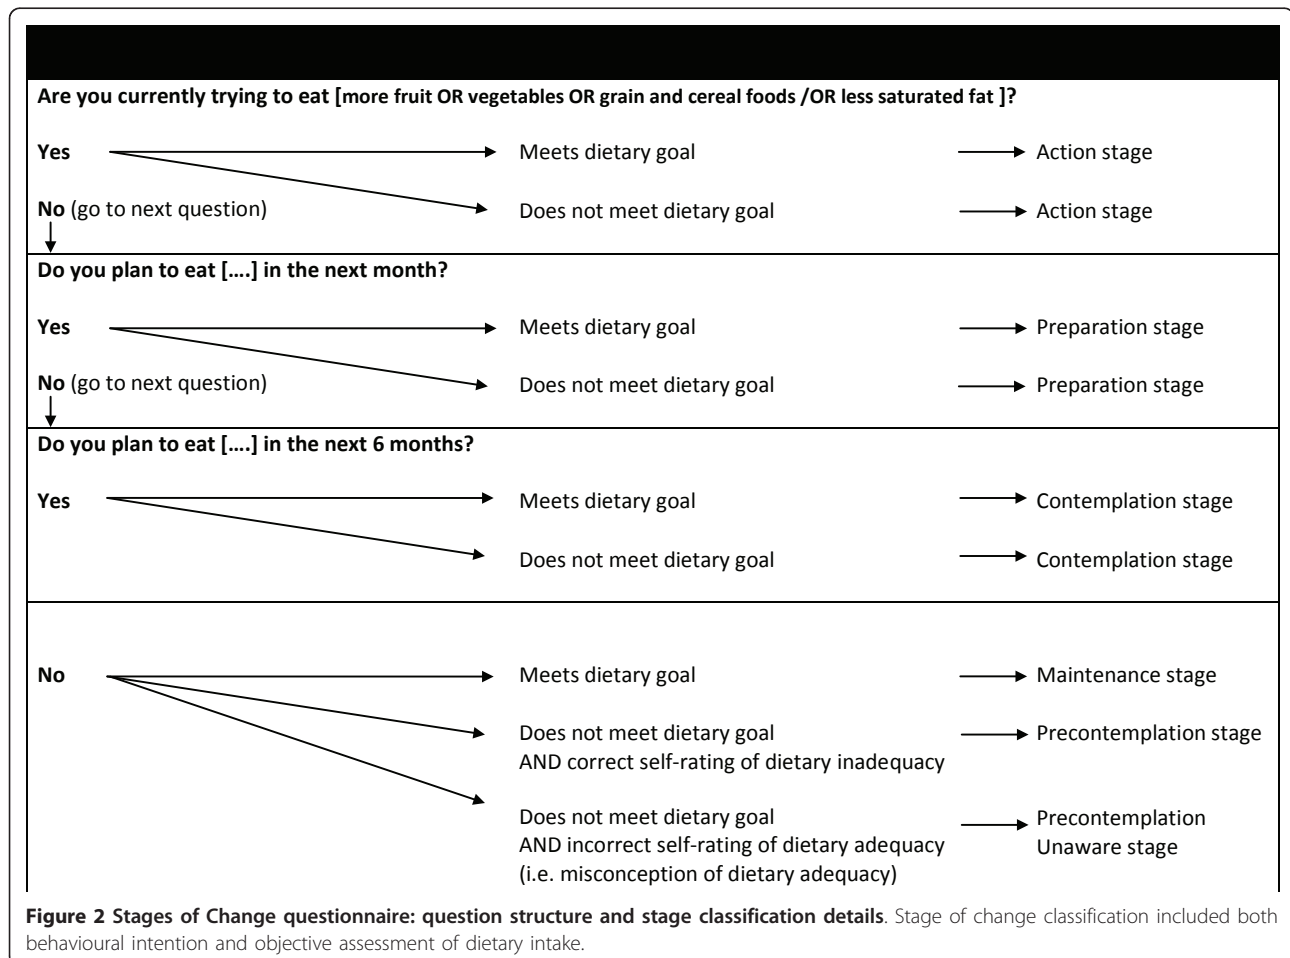 Are you currently trying to eat [more fruit OR vegetables OR grain and cereal foods /OR less saturated fat ]?
Yes Meets dietary goal Action stage
No (go to next question) Does not meet dietary goal Action stage
Do you plan to eat [….] in the next month?
Yes Meets dietary goal Preparation stage
No (go to next question) Does not meet dietary goal Preparation stage
Do you plan to eat [….] in the next 6 months?
Yes Meets dietary goal Contemplation stage
Does not meet dietary goal Contemplation stage
No Meets dietary goal Maintenance stage
Does not meet dietary goal Precontemplation stage
AND correct self-rating of dietary inadequacy
Does not meet dietary goal Precontemplation
AND incorrect self-rating of dietary adequacy Unaware stage
(i.e. misconception of dietary adequacy)
Figure 2 Stages of Change questionnaire: question structure and stage classification details. Stage of change classification included both
behavioural intention and objective assessment of dietary intake.